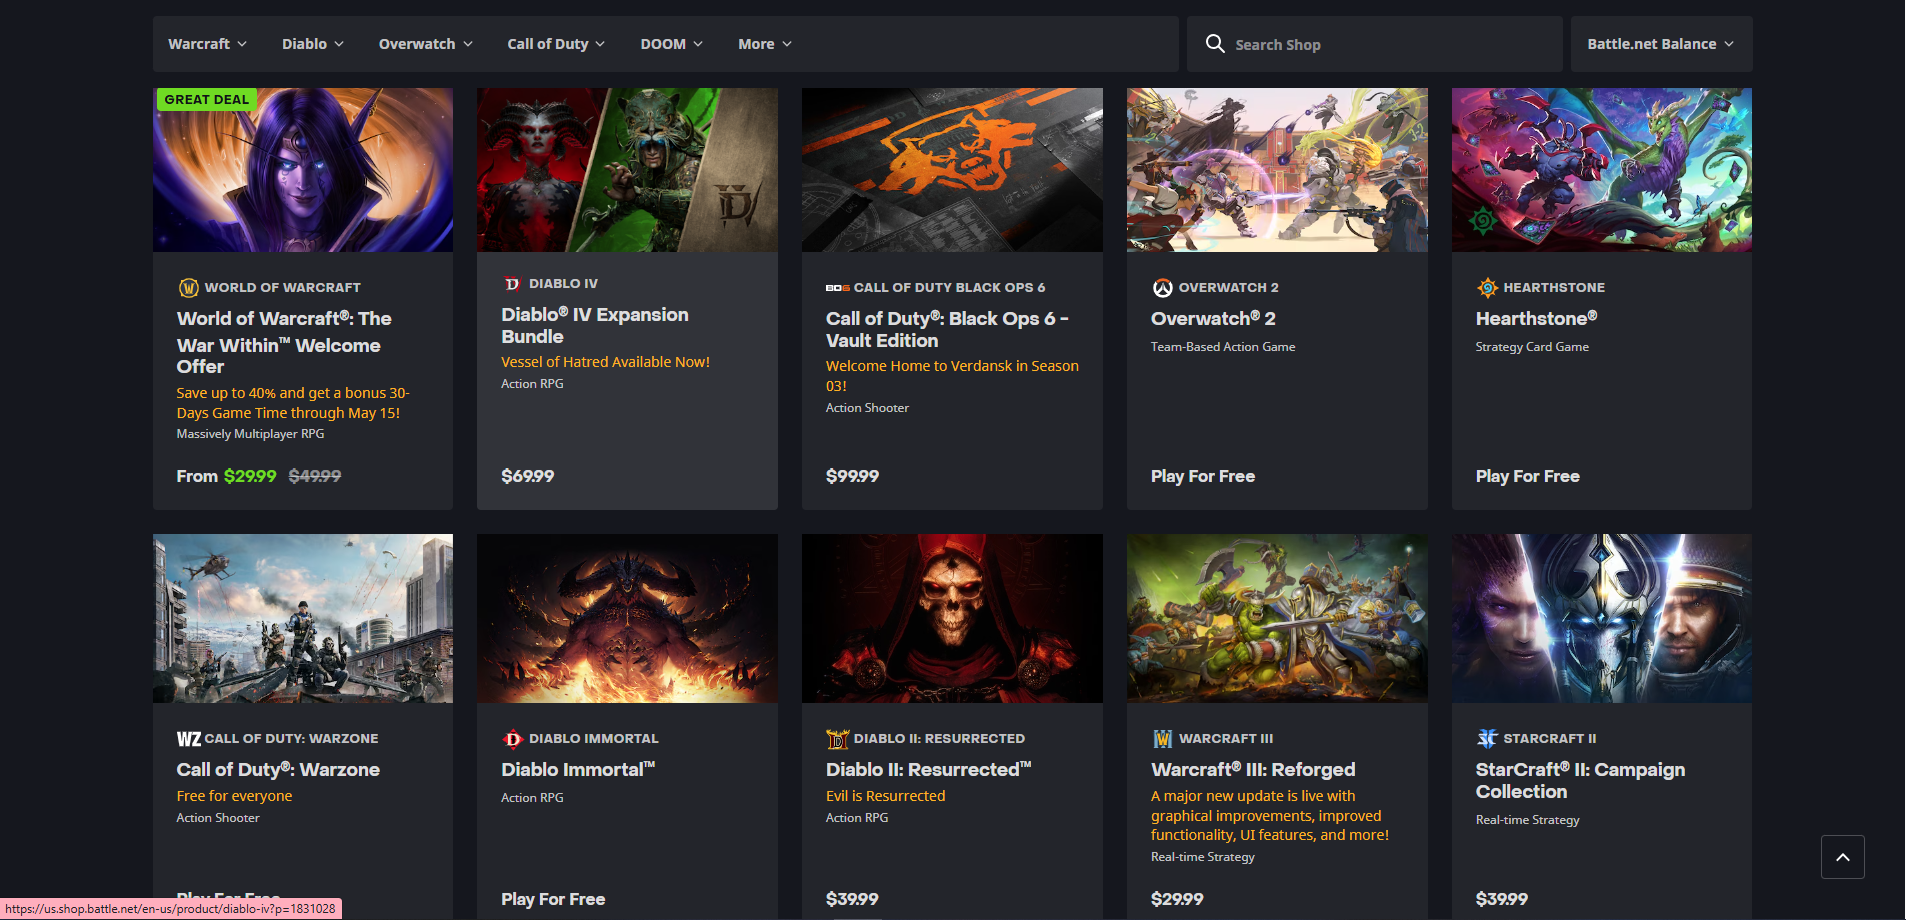 Warcraft
Diablo
Overwatch
Call of Duty
DOOM
More
Search Shop
Battle.net Balance
GREAT DEAL
WORLD OF WARCRAFT
World of Warcraft®: The
War Within™ Welcome
Offer
Save up to 40% and get a bonus 30-
Days Game Time through May 15!
Massively Multiplayer RPG
From $29.99 $49.99
DIABLO IV
Diablo® IV Expansion
Bundle
Vessel of Hatred Available Now!
Action RPG
$69.99
BO6 CALL OF DUTY BLACK OPS 6
Call of Duty®: Black Ops 6 -
Vault Edition
Welcome Home to Verdansk in Season
03!
Action Shooter
$99.99
OVERWATCH 2
Overwatch® 2
Team-Based Action Game
Play For Free
HEARTHSTONE
Hearthstone®
Strategy Card Game
Play For Free
WZ CALL OF DUTY: WARZONE
Call of Duty®: Warzone
Free for everyone
Action Shooter
Play For Free
DIABLO IMMORTAL
Diablo Immortal™
Action RPG
Play For Free
DIABLO II: RESURRECTED
Diablo II: Resurrected™
Evil is Resurrected
Action RPG
$39.99
WARCRAFT III
Warcraft® III: Reforged
A major new update is live with
graphical improvements, improved
functionality, UI features, and more!
Real-time Strategy
$29.99
STARCRAFT II
StarCraft® II: Campaign
Collection
Real-time Strategy
$39.99
https://us.shop.battle.net/en-us/product/diablo-iv?p=1831028